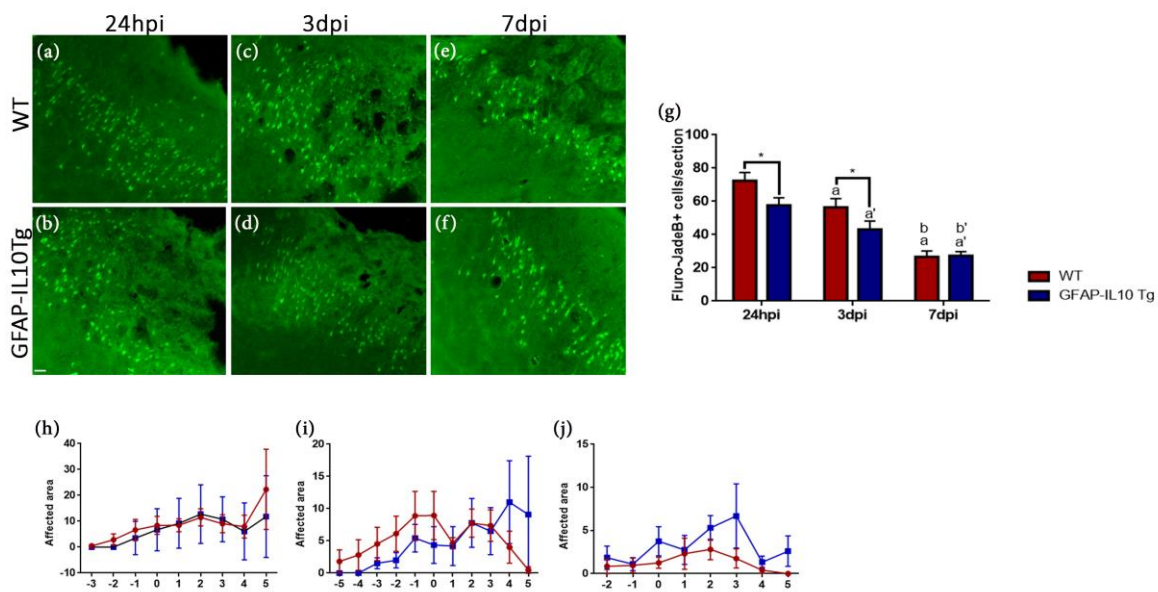 24hpi 3dpi 7dpi
WT
GFAP-IL10Tg
(a) (c) (e)
(b) (d) (f)
(g)
Fluro-JadeB+ cells/section
100
80
60
40
20
0
* *
a a' b b'
a a'
24hpi 3dpi 7dpi
WT
GFAP-IL10 Tg
(h)
Affected area
40
30
20
10
0
-10
-3 -2 -1 0 1 2 3 4 5
(i)
Affected area
20
15
10
5
0
-5 -4 -3 -2 -1 0 1 2 3 4 5
(j)
Affected area
15
10
5
0
-2 -1 0 1 2 3 4 5